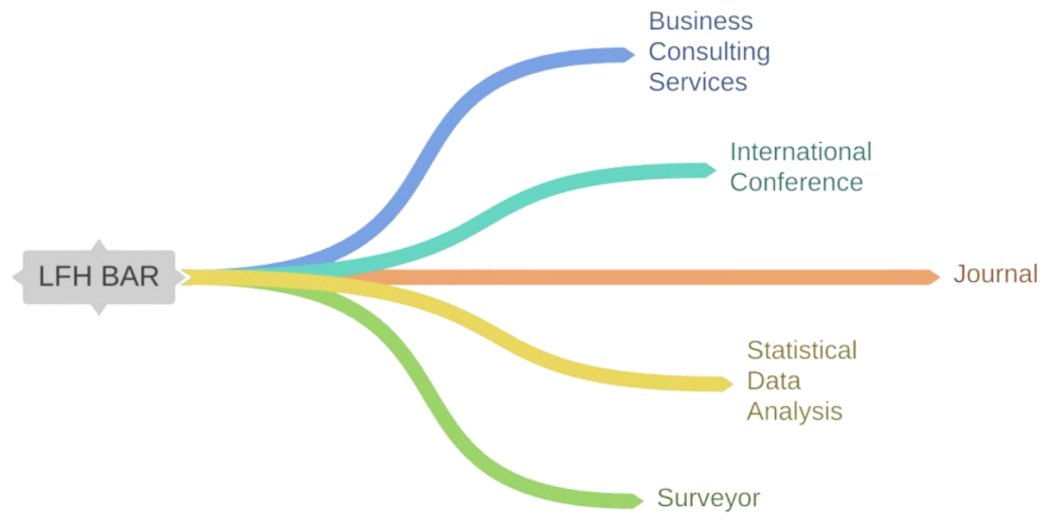 Business
Consulting
Services
International
Conference
LFH BAR
Journal
Statistical
Data
Analysis
Surveyor